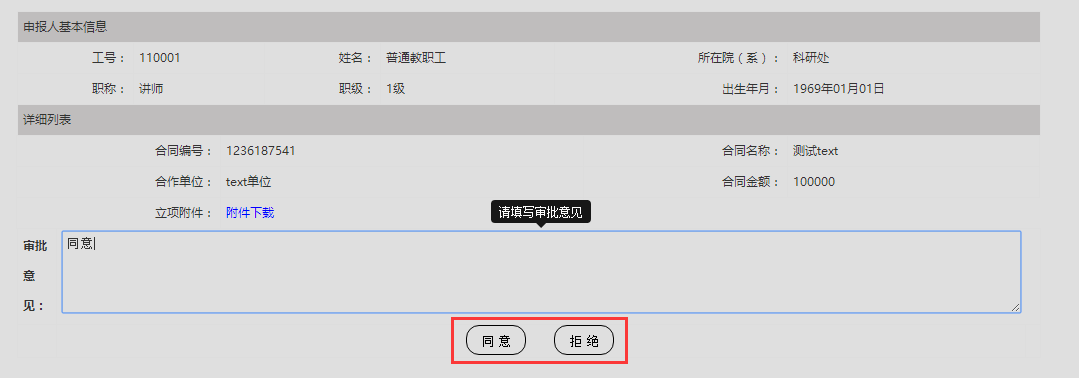 申报人基本信息
工号： 110001 姓名： 普通教职工 所在院（系）： 科研处
职称： 讲师 职级： 1级 出生年月： 1969年01月01日
详细列表
合同编号： 1236187541 合同名称： 测试text
合作单位： text单位 合同金额： 100000
立项附件： 附件下载
请填写审批意见
审批意见： 同意
同 意 拒 绝